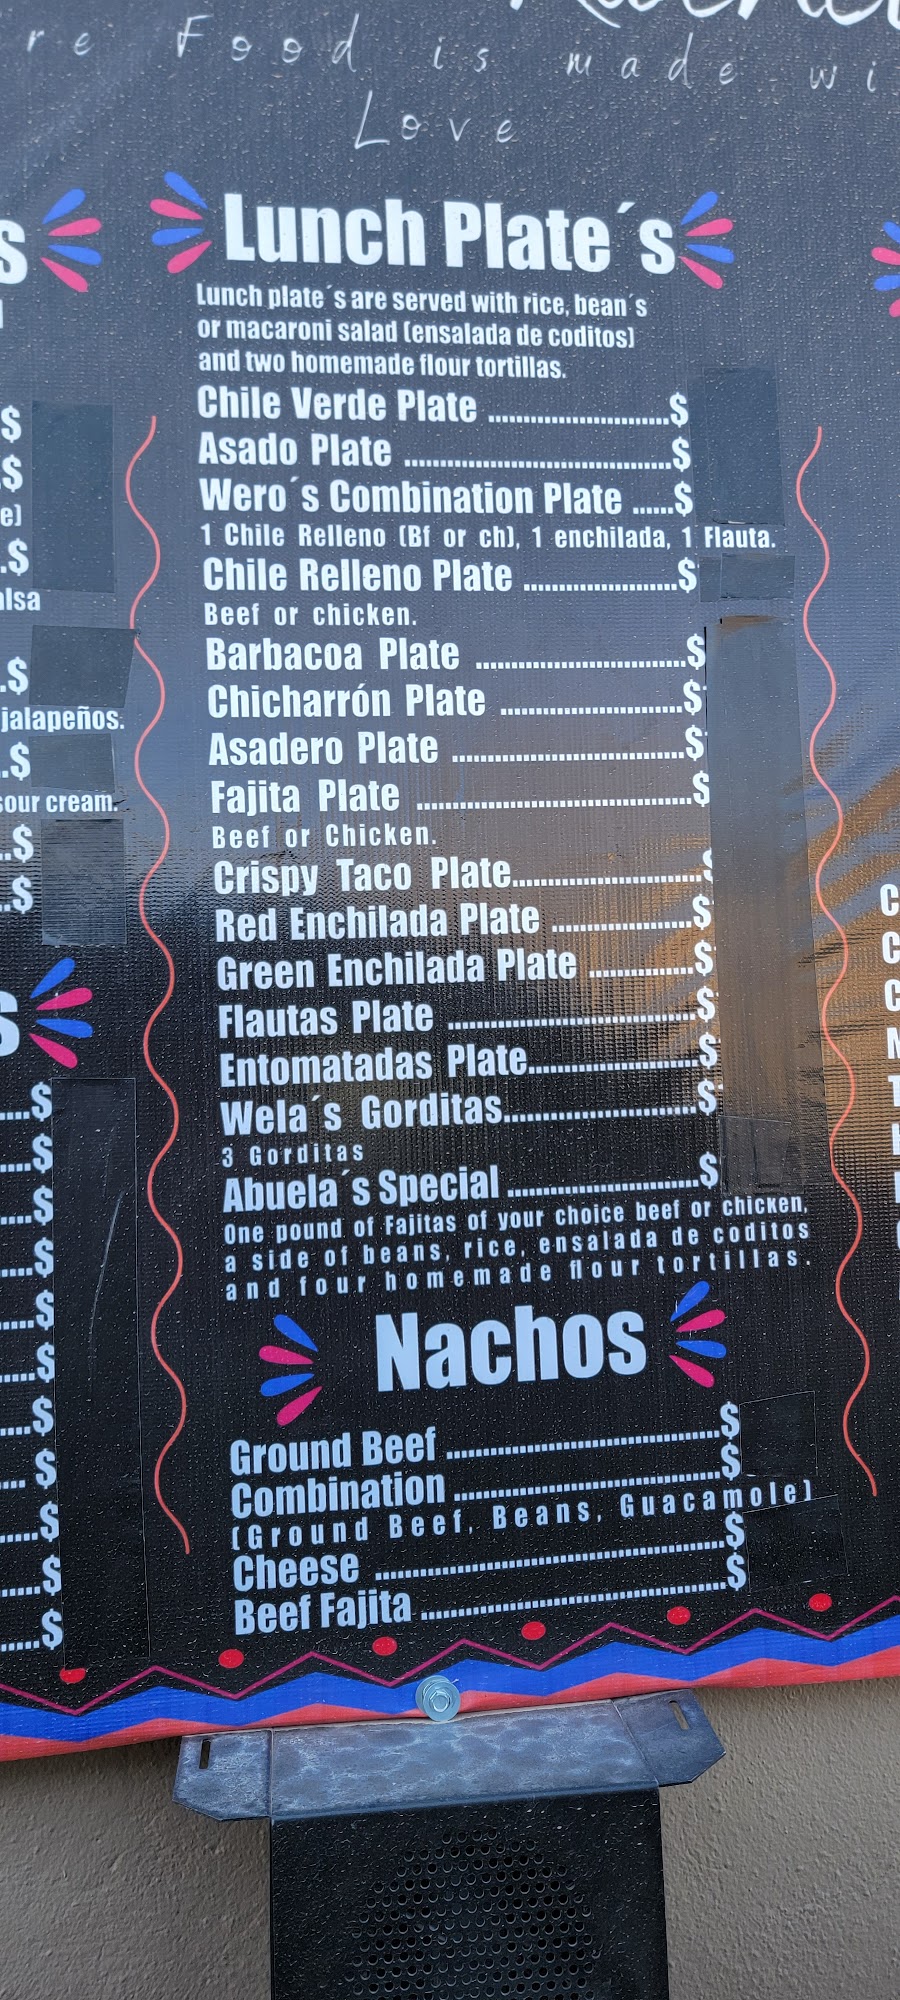 re Food is made wi
Love
Lunch Plate´s
Lunch plate´s are served with rice, bean´s
or macaroni salad (ensalada de coditos)
and two homemade flour tortillas.
Chile Verde Plate ....................$
Asado Plate ................................$
Wero´s Combination Plate ......$
1 Chile Relleno (Bf or ch), 1 enchilada, 1 Flauta.
Chile Relleno Plate ....................$
Beef or chicken.
Barbacoa Plate ..........................$
Chicharrón Plate .......................$
Asadero Plate ............................$
Fajita Plate .................................$
Beef or Chicken.
Crispy Taco Plate.......................$
Red Enchilada Plate .................$
Green Enchilada Plate .............$
Flautas Plate ..............................$
Entomatadas Plate.....................$
Wela´s Gorditas.........................$
3 Gorditas
Abuela´s Special .......................$
One pound of Fajitas of your choice beef or chicken,
a side of beans, rice, ensalada de coditos
and four homemade flour tortillas.
Nachos
Ground Beef .................................$
Combination .................................$
(Ground Beef, Beans, Guacamole)
Cheese ..........................................$
Beef Fajita .....................................$
s
$
$
e)
.$
alsa
.$
jalapeños.
.$
sour cream.
..$
..$
s
....$
....$
....$
....$
....$
....$
....$
.... $
....$
....$
....$
C
C
C
M
T